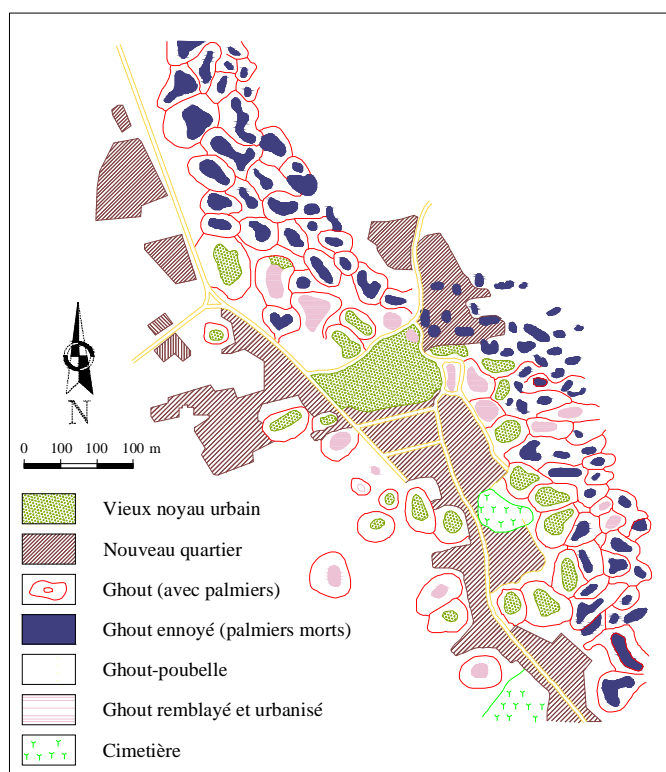 N
0 100 100 100 m
Vieux noyau urbain
Nouveau quartier
Ghout (avec palmiers)
Ghout ennoyé (palmiers morts)
Ghout-poubelle
Ghout remblayé et urbanisé
Cimetière